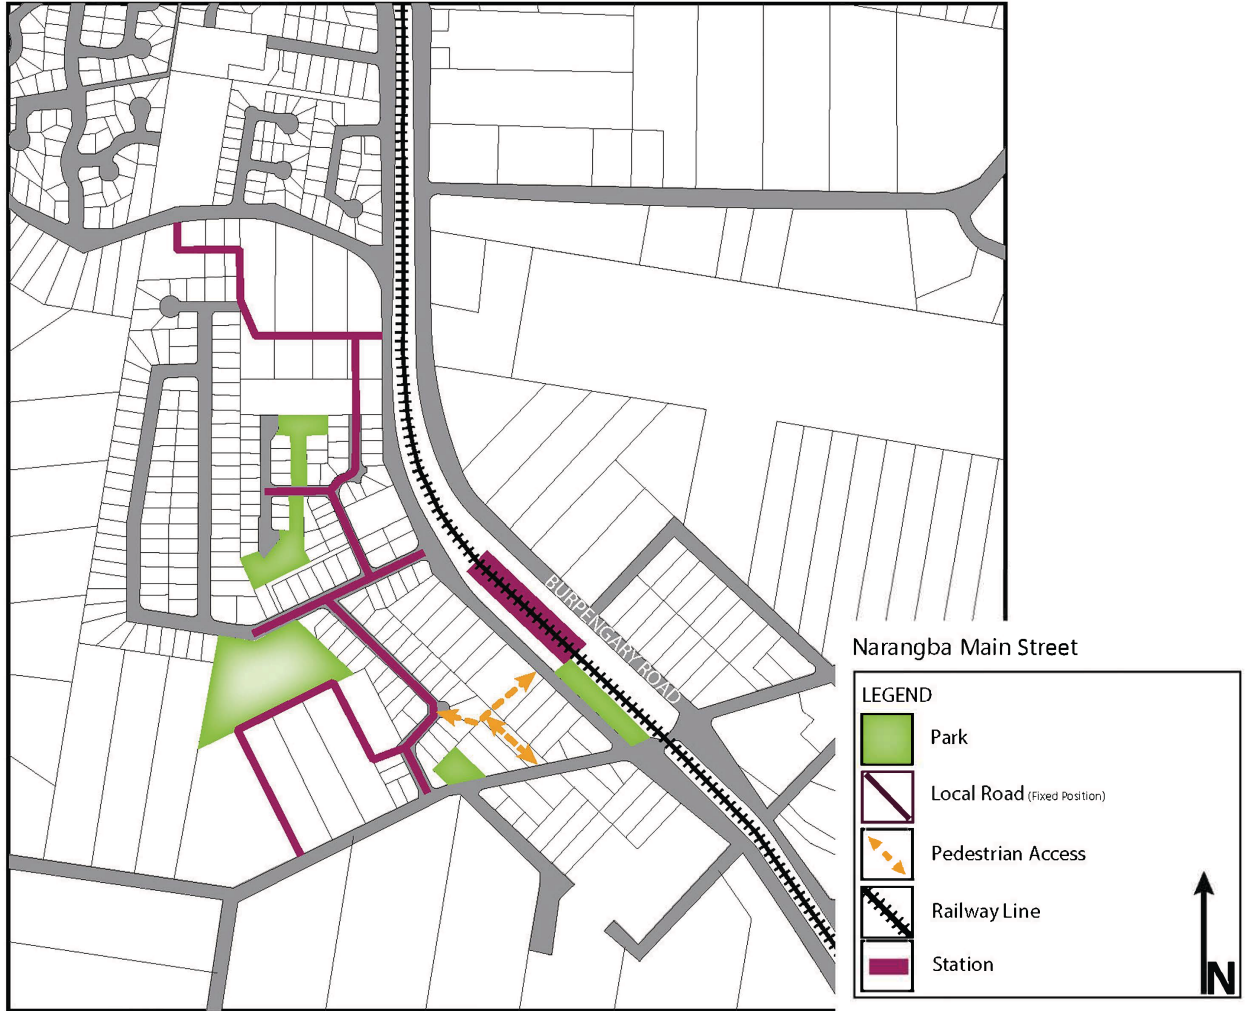 BURPENGARY ROAD
Narangba Main Street
LEGEND
Park
Local Road (Fixed Position)
Pedestrian Access
Railway Line
Station
N